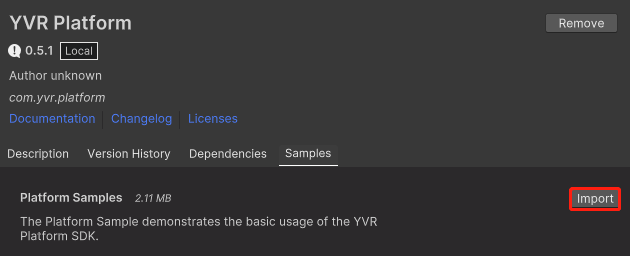 YVR Platform
Remove
0.5.1 Local
Author unknown
com.yvr.platform
Documentation Changelog Licenses
Description Version History Dependencies Samples
Platform Samples 2.11 MB
Import
The Platform Sample demonstrates the basic usage of the YVR
Platform SDK.